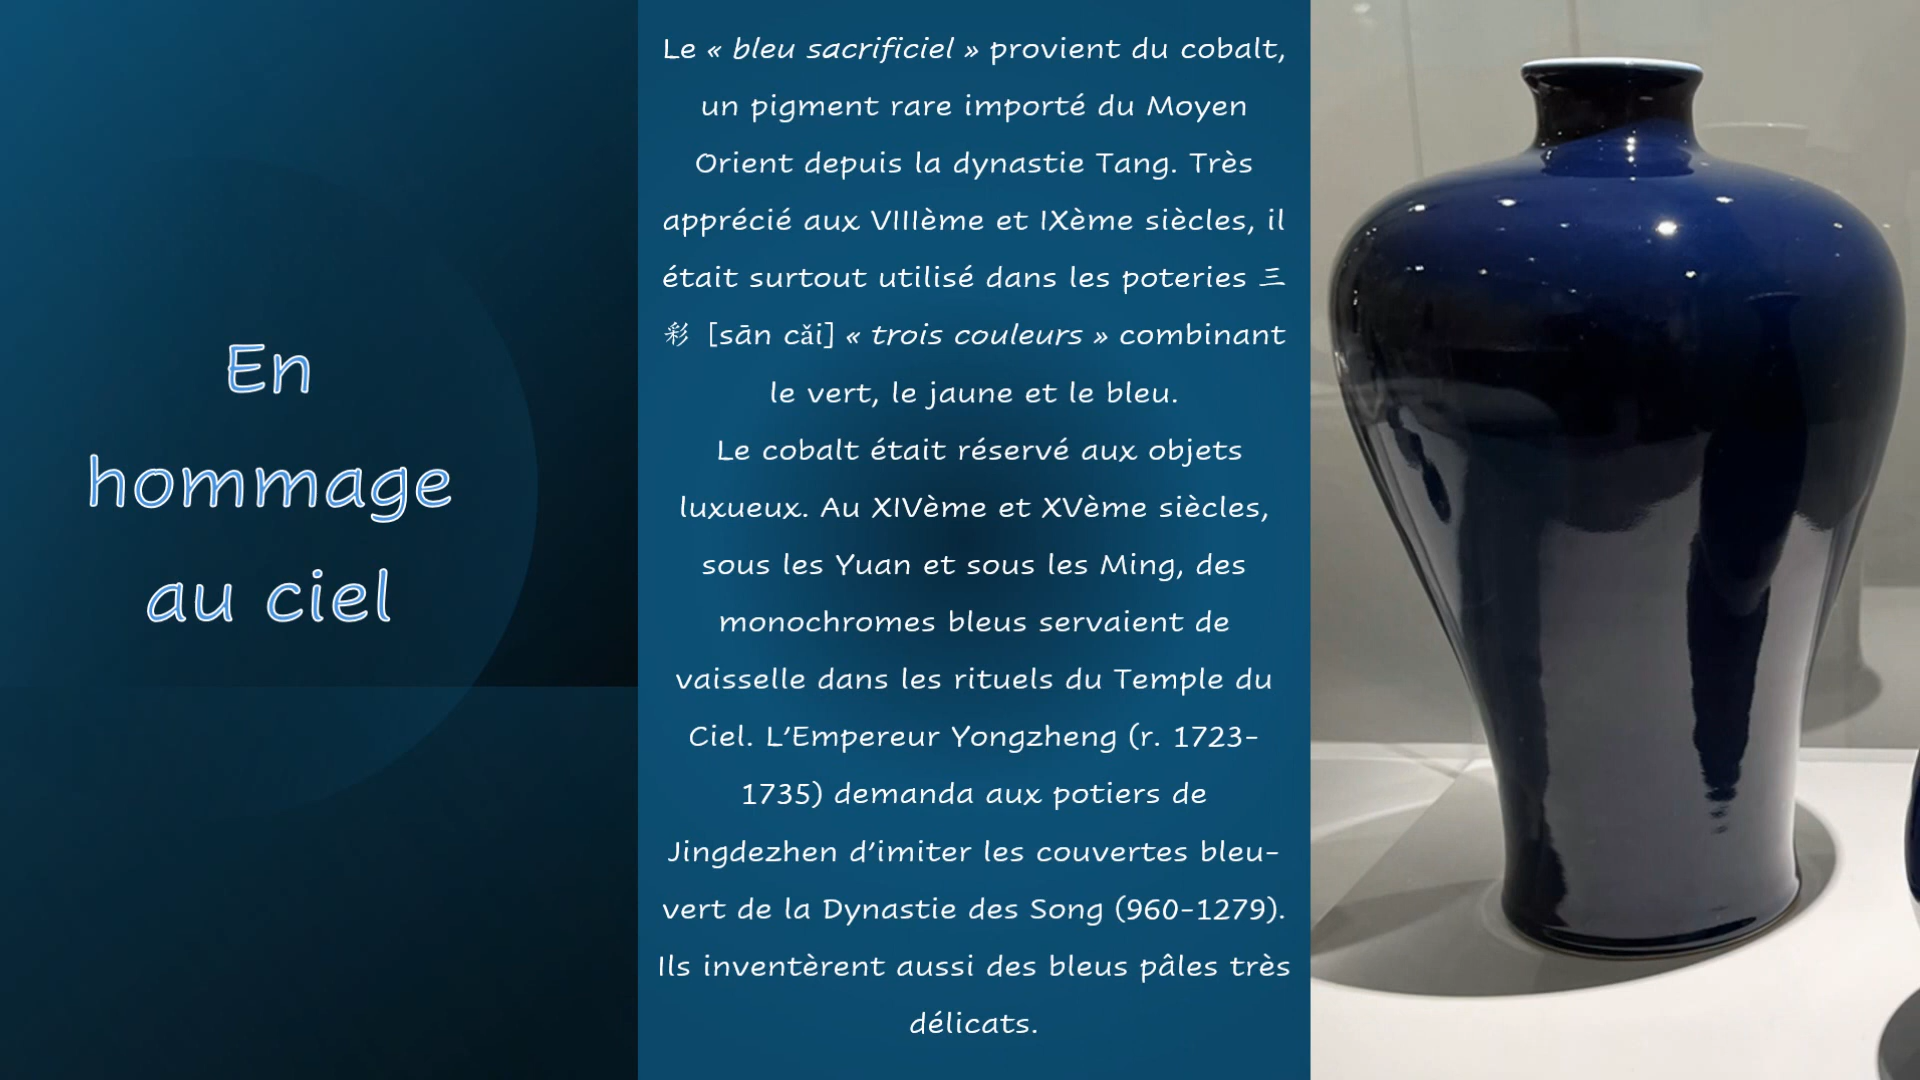 En
hommage
au ciel
Le « bleu sacrificiel » provient du cobalt,
un pigment rare importé du Moyen
Orient depuis la dynastie Tang. Très
apprécié aux VIIIème et IXème siècles, il
était surtout utilisé dans les poteries 三
彩 [sān cǎi] « trois couleurs » combinant
le vert, le jaune et le bleu.
Le cobalt était réservé aux objets
luxueux. Au XIVème et XVème siècles,
sous les Yuan et sous les Ming, des
monochromes bleus servaient de
vaisselle dans les rituels du Temple du
Ciel. L’Empereur Yongzheng (r. 1723-
1735) demanda aux potiers de
Jingdezhen d’imiter les couvertes bleu-
vert de la Dynastie des Song (960-1279).
Ils inventèrent aussi des bleus pâles très
délicats.